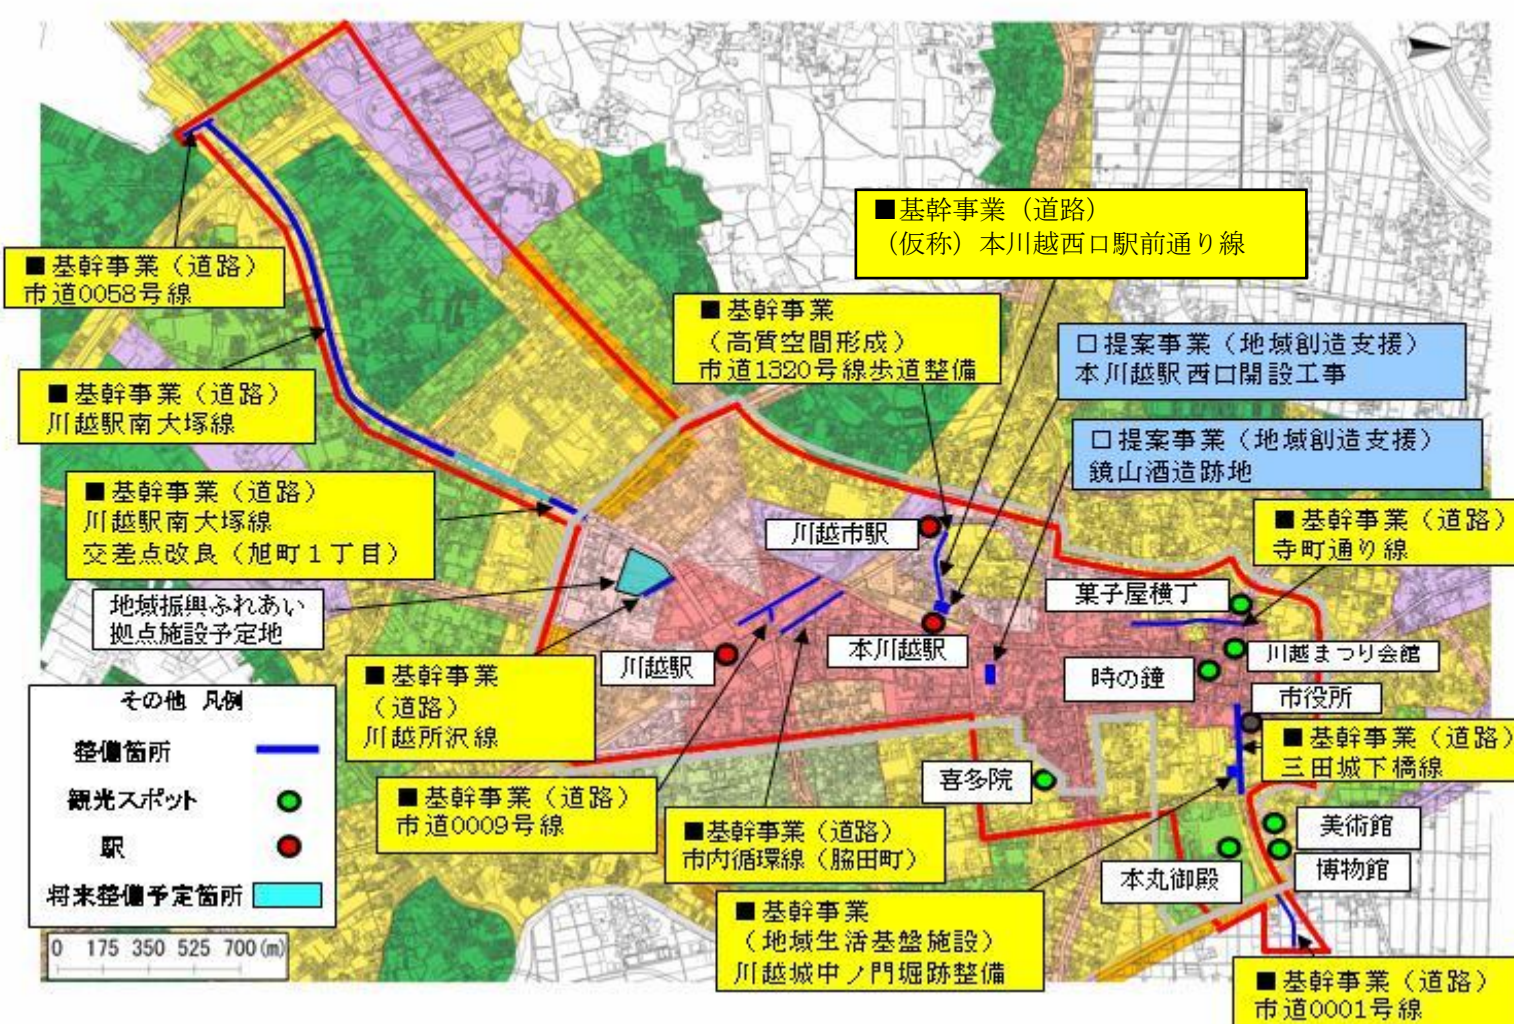 ■基幹事業（道路）
（仮称）本川越西口駅前通り線
■基幹事業（道路）
市道0058号線
■基幹事業
（高質空間形成）
市道1320号線歩道整備
□提案事業（地域創造支援）
本川越駅西口開設工事
■基幹事業（道路）
川越駅南大塚線
□提案事業（地域創造支援）
鏡山酒造跡地
■基幹事業（道路）
川越駅南大塚線
交差点改良（旭町１丁目）
■基幹事業（道路）
寺町通り線
川越市駅
地域振興ふれあい
拠点施設予定地
菓子屋横丁
川越駅
本川越駅
川越まつり会館
時の鐘
市役所
■基幹事業
（道路）
川越所沢線
■基幹事業（道路）
三田城下橋線
喜多院
■基幹事業（道路）
市道0009号線
■基幹事業（道路）
市内循環線（脇田町）
美術館
博物館
本丸御殿
■基幹事業
（地域生活基盤施設）
川越城中ノ門堀跡整備
■基幹事業（道路）
市道0001号線
その他 凡例
整備箇所
観光スポット
駅
将来整備予定箇所
0 175 350 525 700(m)